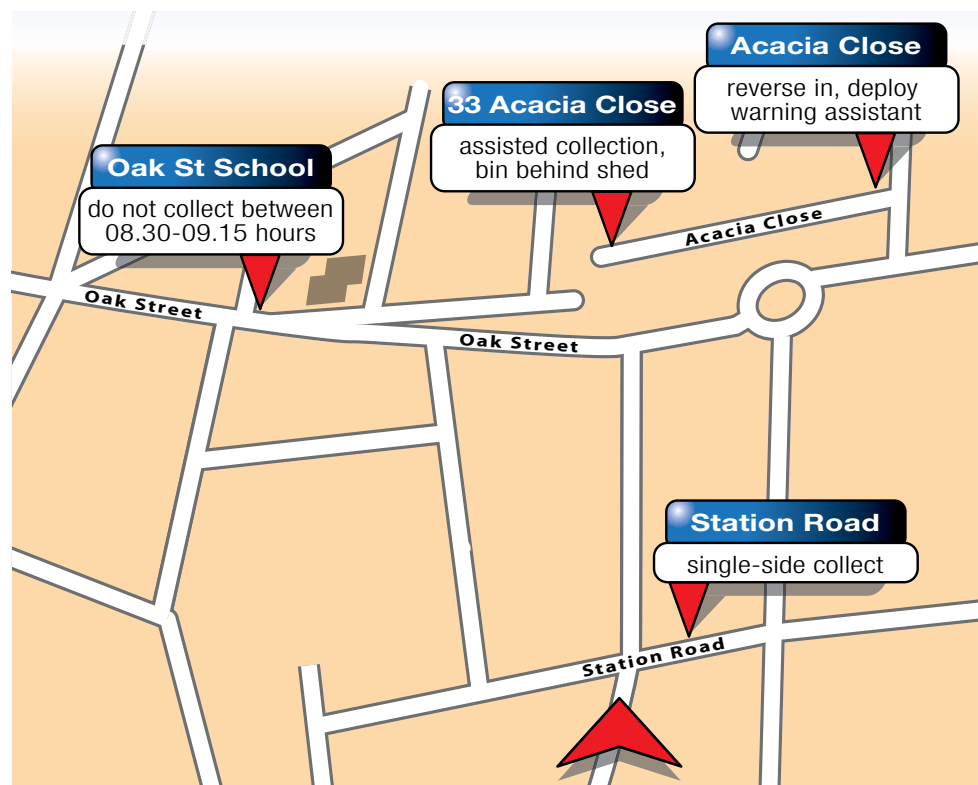 Acacia Close
reverse in, deploy
warning assistant
33 Acacia Close
assisted collection,
bin behind shed
Oak St School
do not collect between
08.30-09.15 hours
Acacia Close
Oak Street
Oak Street
Station Road
single-side collect
Station Road